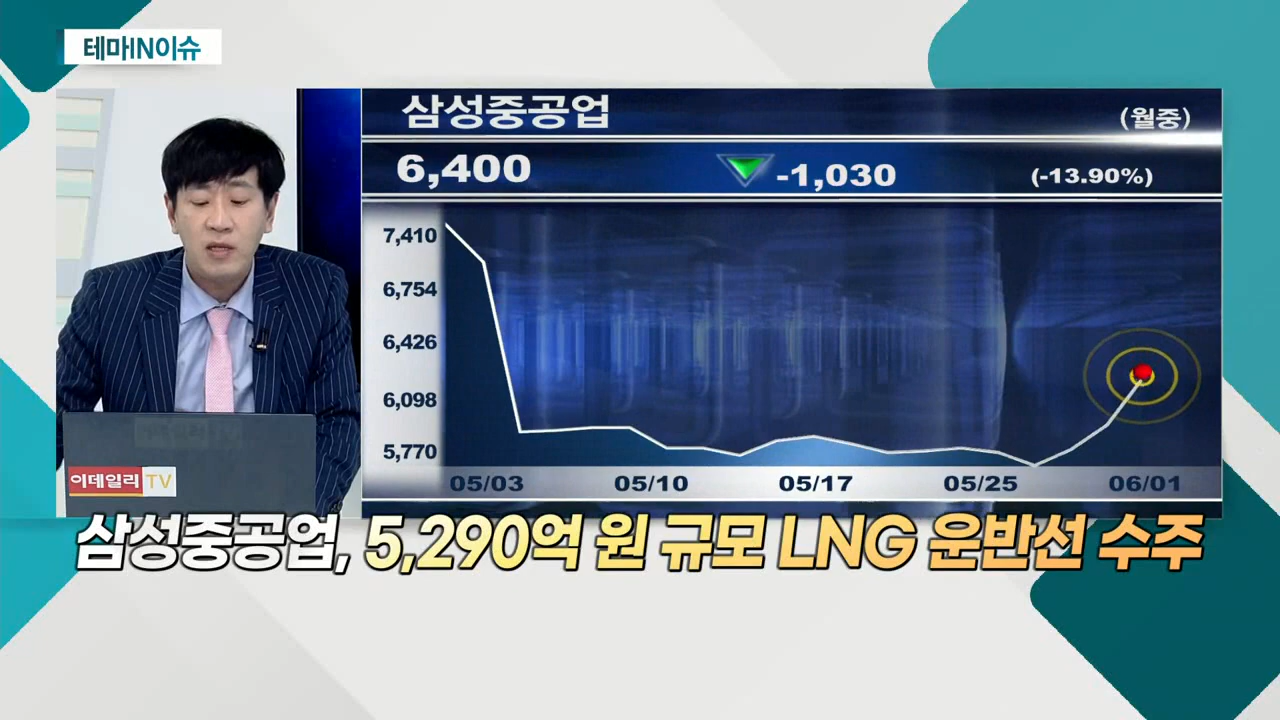 테마IN이슈
삼성중공업
(월중)
6,400
-1,030
(-13.90%)
7,410
6,754
6,426
6,098
5,770
05/03 05/10 05/17 05/25 06/01
이데일리TV
삼성중공업, 5,290억 원 규모 LNG 운반선 수주